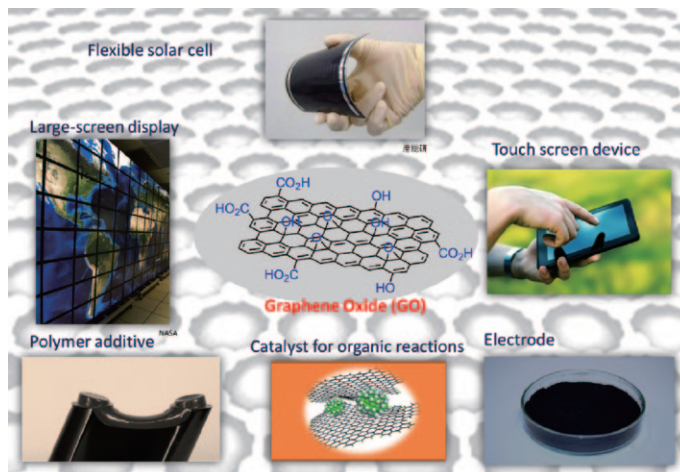 Flexible solar cell
Large-screen display
Touch screen device
CO₂H
OH
HO₂C
OH
OH
O
O
O
CO₂H
HO₂C
HO
Graphene Oxide (GO)
NASA
Polymer additive
Catalyst for organic reactions
Electrode